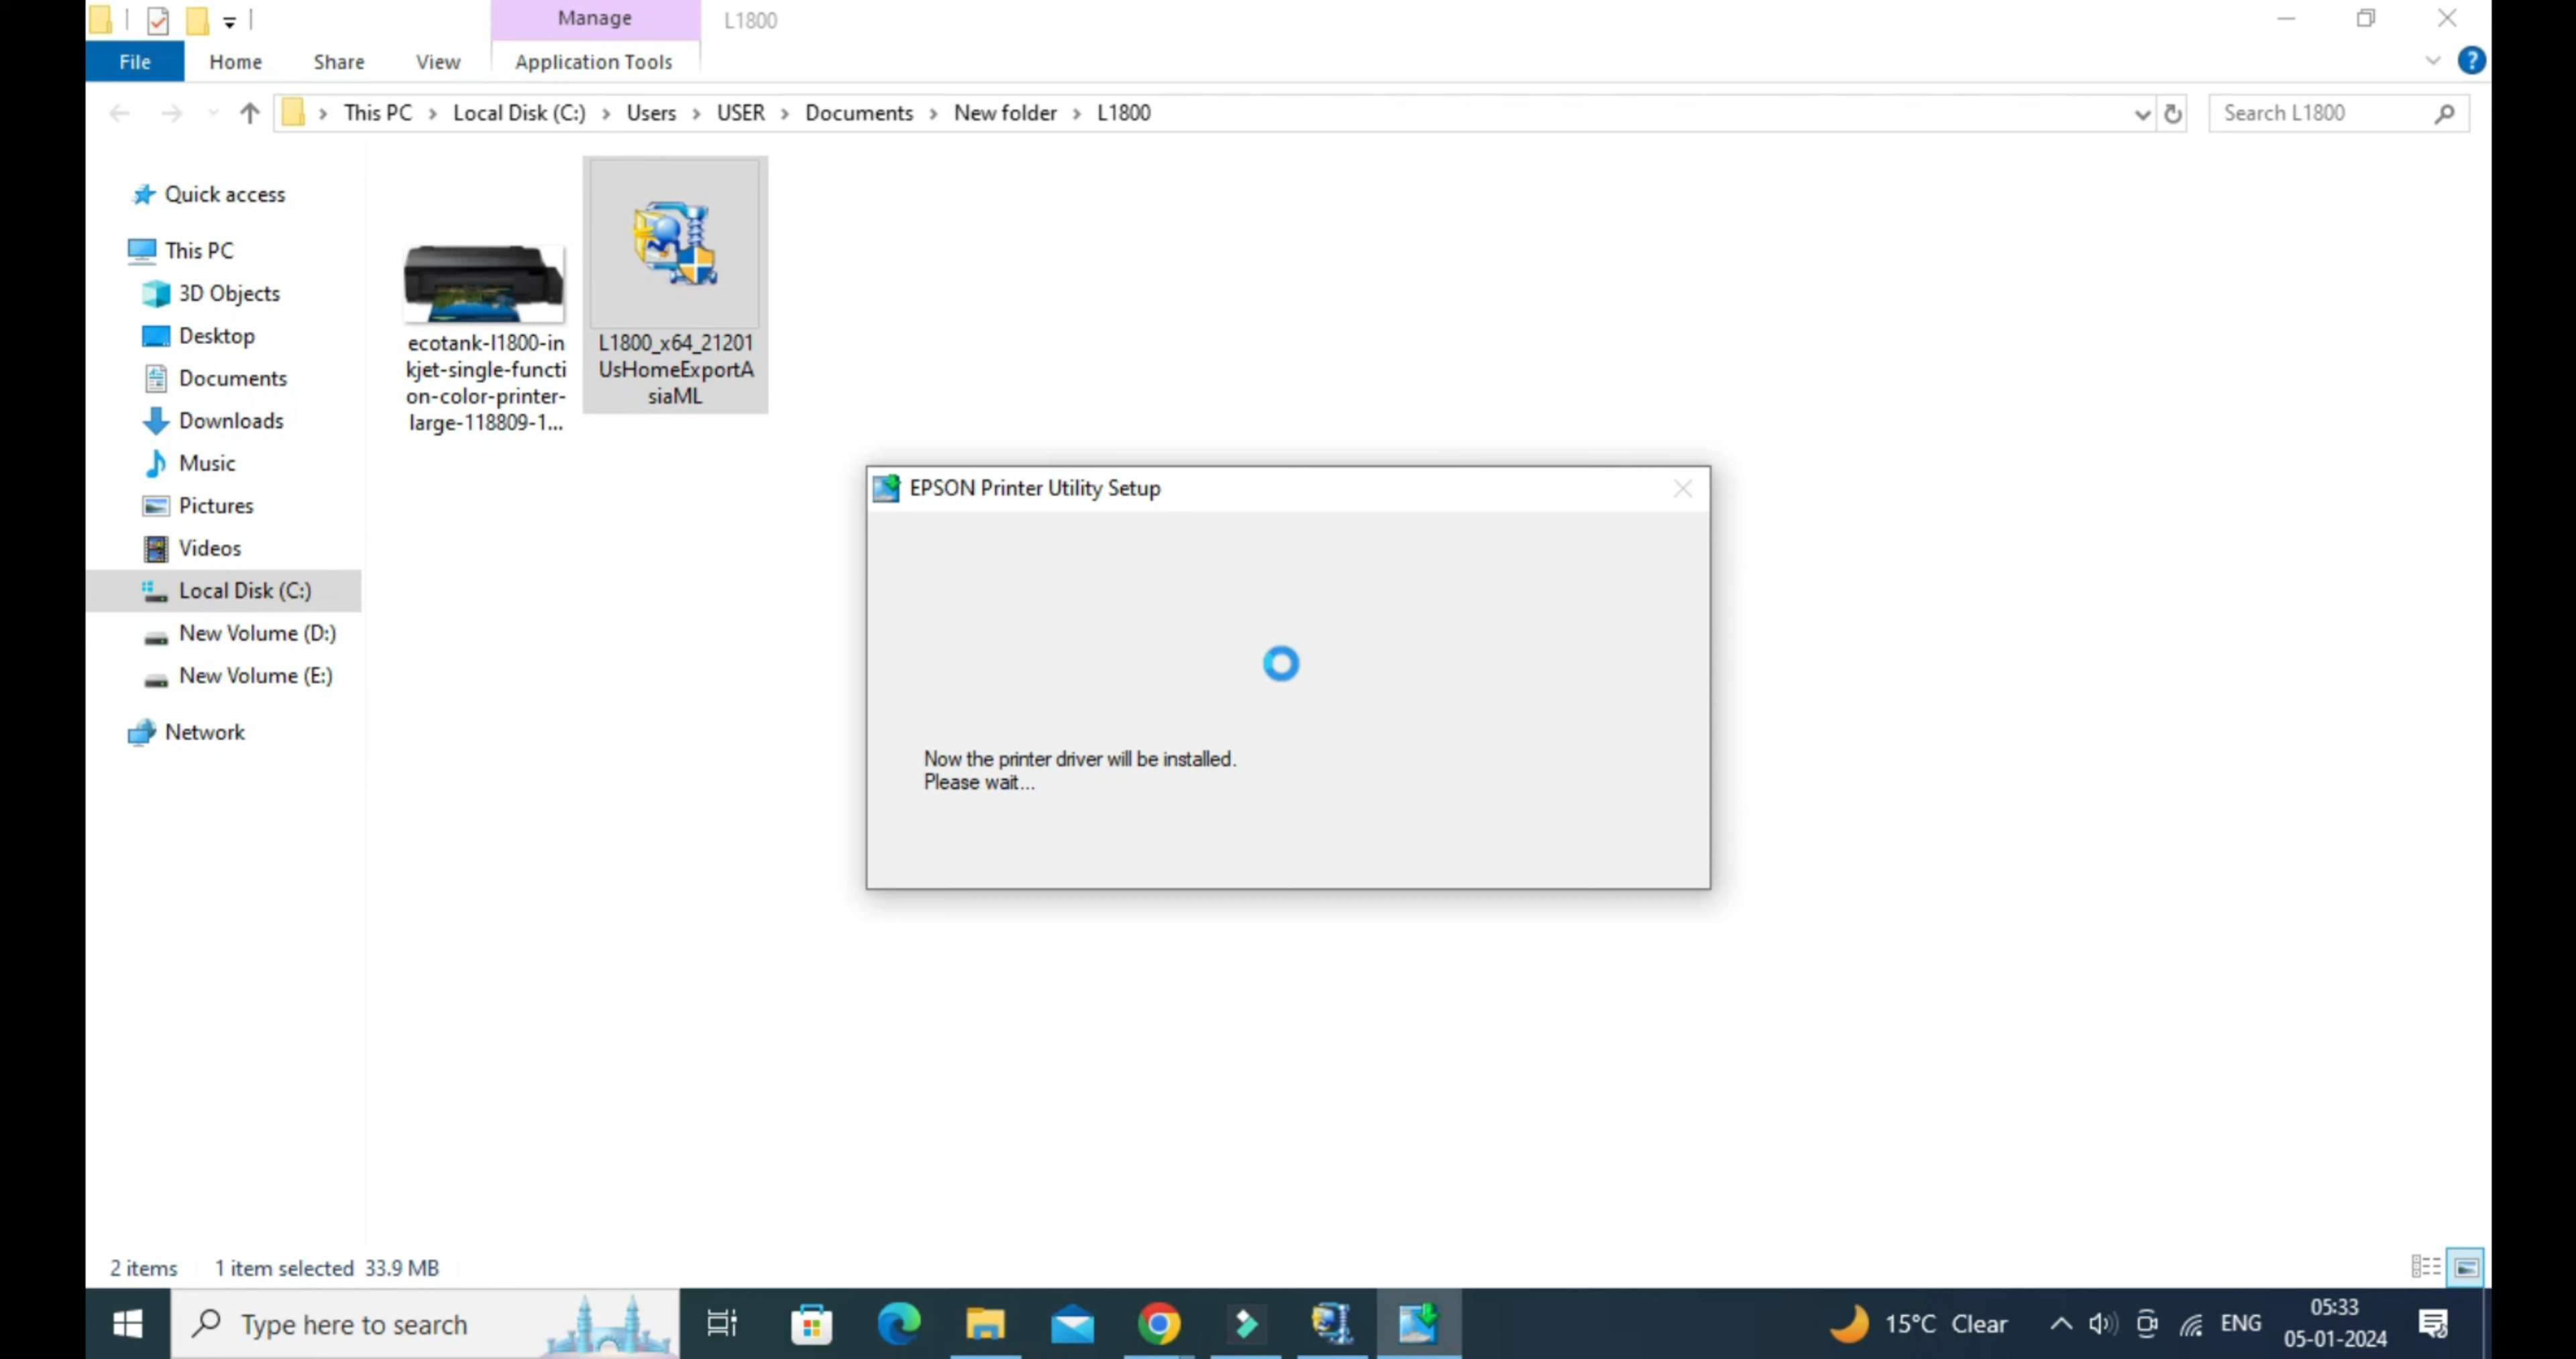 Manage
L1800
File
Home
Share
View
Application Tools
This PC
Local Disk (C:)
Users
USER
Documents
New folder
L1800
Search L1800
Quick access
This PC
3D Objects
Desktop
Documents
Downloads
Music
Pictures
Videos
Local Disk (C:)
New Volume (D:)
New Volume (E:)
Network
ecotank-l1800-in
kjet-single-functi
on-color-printer-
large-118809-1...
L1800_x64_21201
UsHomeExportA
siaML
EPSON Printer Utility Setup
Now the printer driver will be installed.
Please wait...
2 items
1 item selected 33.9 MB
Type here to search
15°C Clear
ENG
05:33
05-01-2024